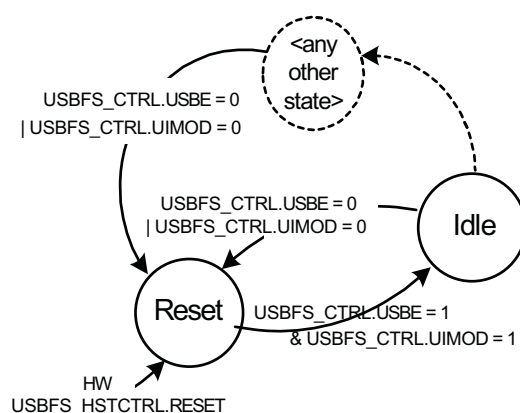 <any
other
state>
USBFS_CTRL.USBE = 0
| USBFS_CTRL.UIMOD = 0
USBFS_CTRL.USBE = 0
| USBFS_CTRL.UIMOD = 0
Idle
Reset
USBFS_CTRL.USBE = 1
& USBFS_CTRL.UIMOD = 1
HW
USBFS_HSTCTRL.RESET